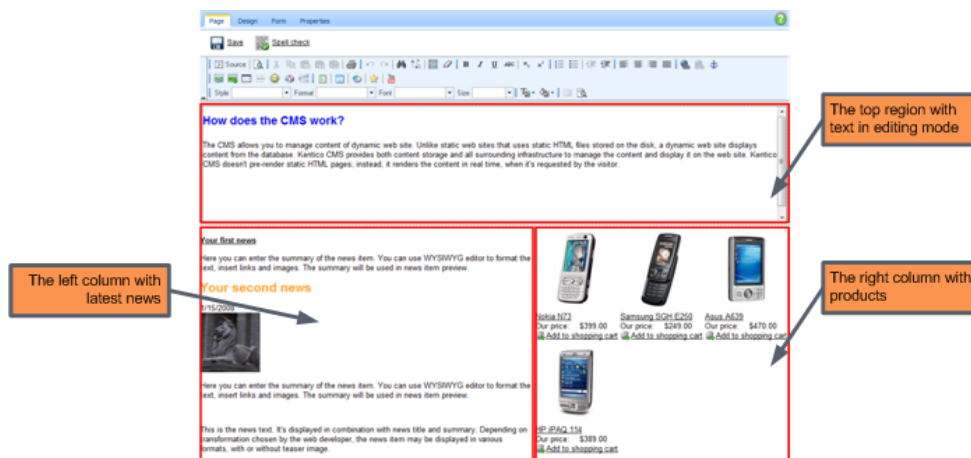 Page Design Form Properties
Save Spell check
Source
Style Format Font Size
How does the CMS work?
The CMS allows you to manage content of dynamic web site. Unlike static web sites that uses static HTML files stored on the disk, a dynamic web site displays
content from the database. Kentico CMS provides both content storage and all surrounding infrastructure to manage the content and display it on the web site. Kentico
CMS doesn't pre-render static HTML pages; instead, it renders the content in real time, when it's requested by the visitor.
The top region with
text in editing mode
Your first news
Here you can enter the summary of the news item. You can use WYSIWYG editor to format the
text, insert links and images. The summary will be used in news item preview.
Your second news
1/15/2008
Here you can enter the summary of the news item. You can use WYSIWYG editor to format the
text, insert links and images. The summary will be used in news item preview.
This is the news text. It's displayed in combination with news title and summary. Depending on
transformation chosen by the web developer, the news item may be displayed in various
formats, with or without teaser image.
The left column with
latest news
Nokia N73 Samsung SGH E250 Asus A639
Our price: $399.00 Our price: $249.00 Our price: $470.00
Add to shopping cart Add to shopping cart Add to shopping cart
HP iPAQ 114
Our price: $389.00
Add to shopping cart
The right column with
products